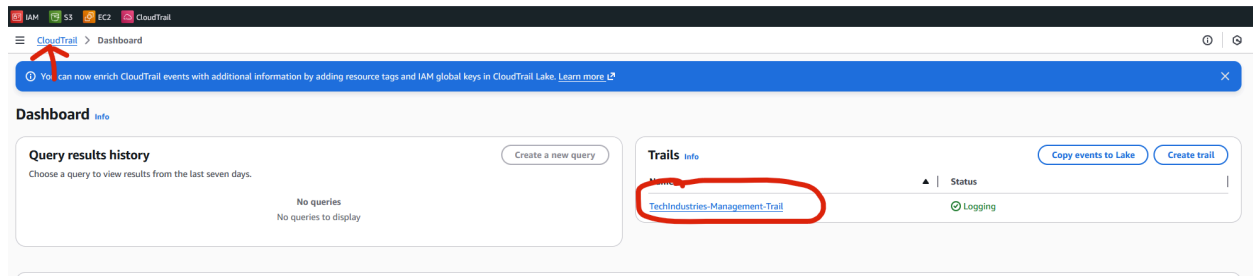 IAM S3 EC2 CloudTrail
CloudTrail > Dashboard
You can now enrich CloudTrail events with additional information by adding resource tags and IAM global keys in CloudTrail Lake. Learn more
Dashboard Info
Query results history
Create a new query
Choose a query to view results from the last seven days.
No queries
No queries to display
Trails Info
Copy events to Lake
Create trail
Name
Status
TechIndustries-Management-Trail
Logging